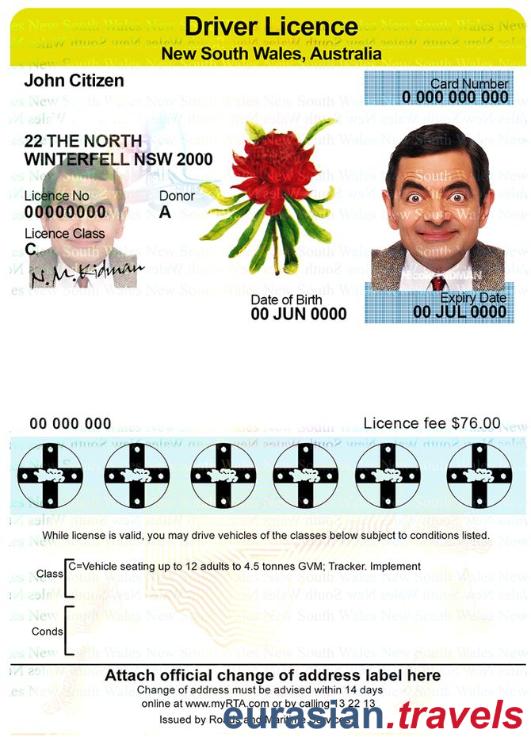 Driver Licence
New South Wales, Australia
John Citizen
Card Number
0 000 000 000
22 THE NORTH
WINTERFELL NSW 2000
Licence No
00000000
Donor
A
Licence Class
C
N.M.Kidman
Date of Birth
00 JUN 0000
Expiry Date
00 JUL 0000
00 000 000
Licence fee $76.00
While license is valid, you may drive vehicles of the classes below subject to conditions listed.
Class
C=Vehicle seating up to 12 adults to 4.5 tonnes GVM; Tracker. Implement
Conds
Attach official change of address label here
Change of address must be advised within 14 days
online at www.myRTA.com or by calling 13 22 13
Issued by Roads and Maritime Services
eurasian.travels